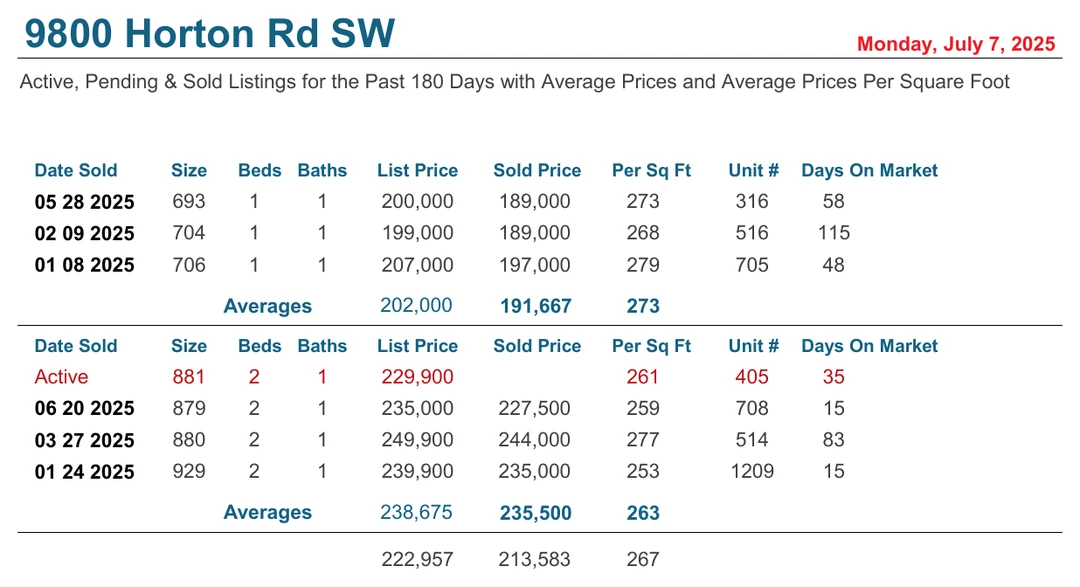 9800 Horton Rd SW
Monday, July 7, 2025
Active, Pending & Sold Listings for the Past 180 Days with Average Prices and Average Prices Per Square Foot
Date Sold Size Beds Baths List Price Sold Price Per Sq Ft Unit # Days On Market
05 28 2025 693 1 1 200,000 189,000 273 316 58
02 09 2025 704 1 1 199,000 189,000 268 516 115
01 08 2025 706 1 1 207,000 197,000 279 705 48
Averages 202,000 191,667 273
Date Sold Size Beds Baths List Price Sold Price Per Sq Ft Unit # Days On Market
Active 881 2 1 229,900 261 405 35
06 20 2025 879 2 1 235,000 227,500 259 708 15
03 27 2025 880 2 1 249,900 244,000 277 514 83
01 24 2025 929 2 1 239,900 235,000 253 1209 15
Averages 238,675 235,500 263
222,957 213,583 267